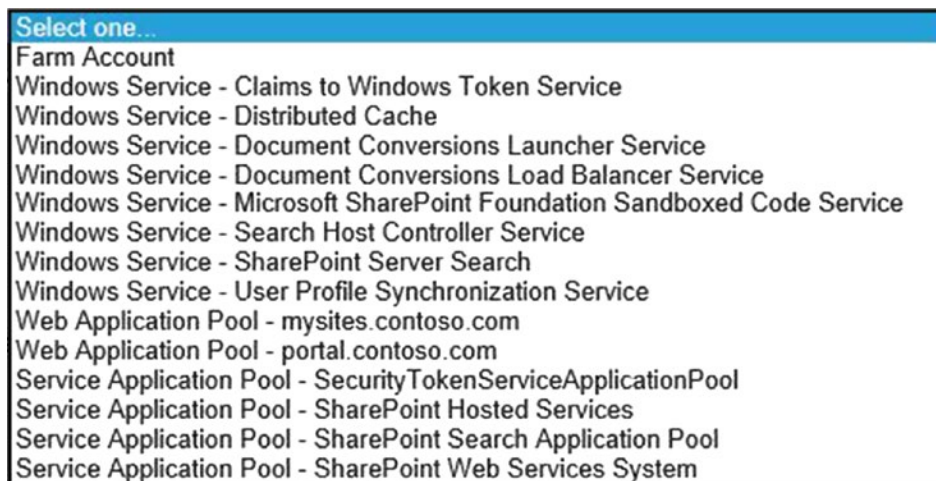 Select one...
Farm Account
Windows Service - Claims to Windows Token Service
Windows Service - Distributed Cache
Windows Service - Document Conversions Launcher Service
Windows Service - Document Conversions Load Balancer Service
Windows Service - Microsoft SharePoint Foundation Sandboxed Code Service
Windows Service - Search Host Controller Service
Windows Service - SharePoint Server Search
Windows Service - User Profile Synchronization Service
Web Application Pool - mysites.contoso.com
Web Application Pool - portal.contoso.com
Service Application Pool - SecurityTokenServiceApplicationPool
Service Application Pool - SharePoint Hosted Services
Service Application Pool - SharePoint Search Application Pool
Service Application Pool - SharePoint Web Services System